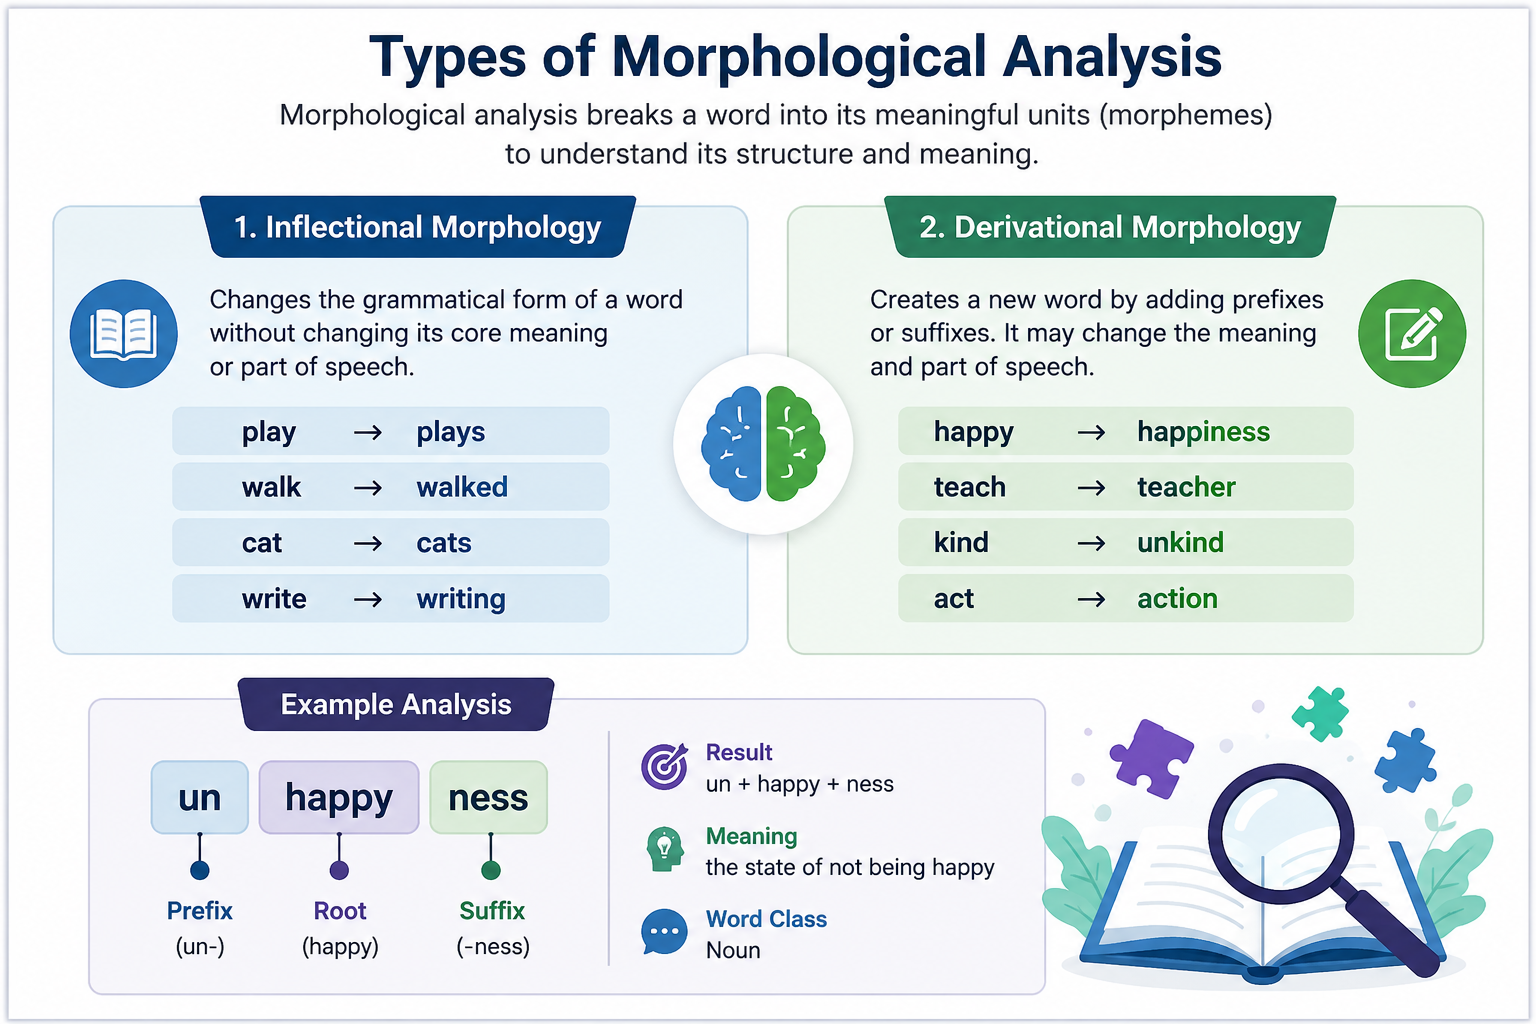 Types of Morphological Analysis
Morphological analysis breaks a word into its meaningful units (morphemes)
to understand its structure and meaning.
1. Inflectional Morphology
Changes the grammatical form of a word
without changing its core meaning
or part of speech.
play → plays
walk → walked
cat → cats
write → writing
2. Derivational Morphology
Creates a new word by adding prefixes
or suffixes. It may change the meaning
and part of speech.
happy → happiness
teach → teacher
kind → unkind
act → action
Example Analysis
un happy ness
Prefix Root Suffix
(un-) (happy) (-ness)
Result
un + happy + ness
Meaning
the state of not being happy
Word Class
Noun